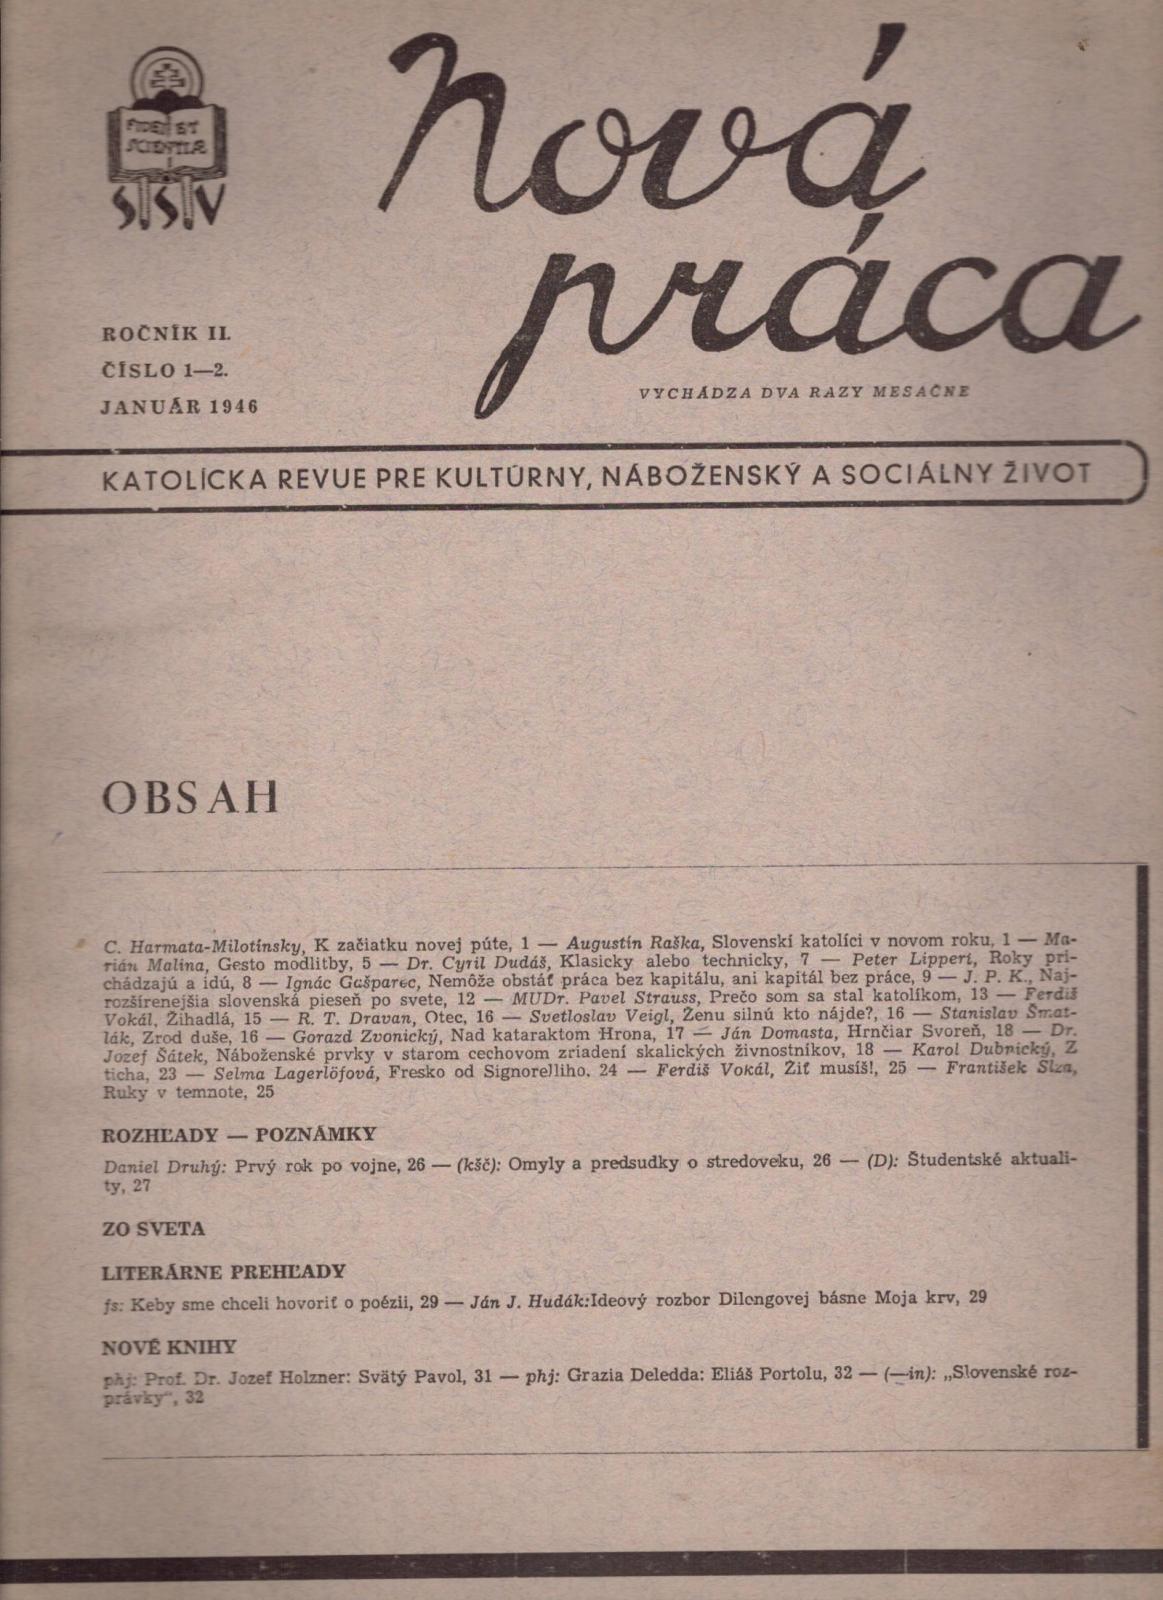 FIDES ET
SCIENTIÆ
SSSV
Nová
práca
ROČNÍK II.
ČÍSLO 1—2.
JANUÁR 1946
VYCHÁDZA DVA RAZY MESAČNE
KATOLÍCKA REVUE PRE KULTÚRNY, NÁBOŽENSKÝ A SOCIÁLNY ŽIVOT
OBSAH
C. Harmata-Milotínsky, K začiatku novej púte, 1 — Augustín Raška, Slovenskí katolíci v novom roku, 1 — Ma-
rián Malina, Gesto modlitby, 5 — Dr. Cyril Dudáš, Klasicky alebo technicky, 7 — Peter Lippert, Roky pri-
chádzajú a idú, 8 — Ignác Gašparec, Nemôže obstáť práca bez kapitálu, ani kapitál bez práce, 9 — J. P. K., Naj-
rozšírenejšia slovenská pieseň po svete, 12 — MUDr. Pavel Strauss, Prečo som sa stal katolíkom, 13 — Ferdiš
Vokál, Žihadlá, 15 — R. T. Dravan, Otec, 16 — Svetloslav Veigl, Ženu silnú kto nájde?, 16 — Stanislav Šmat-
lák, Zrod duše, 16 — Gorazd Zvonický, Nad kataraktom Hrona, 17 — Ján Domasta, Hrnčiar Svoreň, 18 — Dr.
Jozef Šátek, Náboženské prvky v starom cechovom zriadení skalických živnostníkov, 18 — Karol Dubnický, Z
ticha, 23 — Selma Lagerlöfová, Fresko od Signorelliho, 24 — Ferdiš Vokál, Žiť musíš!, 25 — František Slza,
Ruky v temnote, 25
ROZHĽADY — POZNÁMKY
Daniel Druhý: Prvý rok po vojne, 26 — (kšč): Omyly a predsudky o stredoveku, 26 — (D): Študentské aktuali-
ty, 27
ZO SVETA
LITERÁRNE PREHĽADY
fs: Keby sme chceli hovoriť o poézii, 29 — Ján J. Hudák:Ideový rozbor Dilongovej básne Moja krv, 29
NOVÉ KNIHY
phj: Prof. Dr. Jozef Holzner: Svätý Pavol, 31 — phj: Grazia Deledda: Eliáš Portolu, 32 — (—in): „Slovenské roz-
právky“, 32